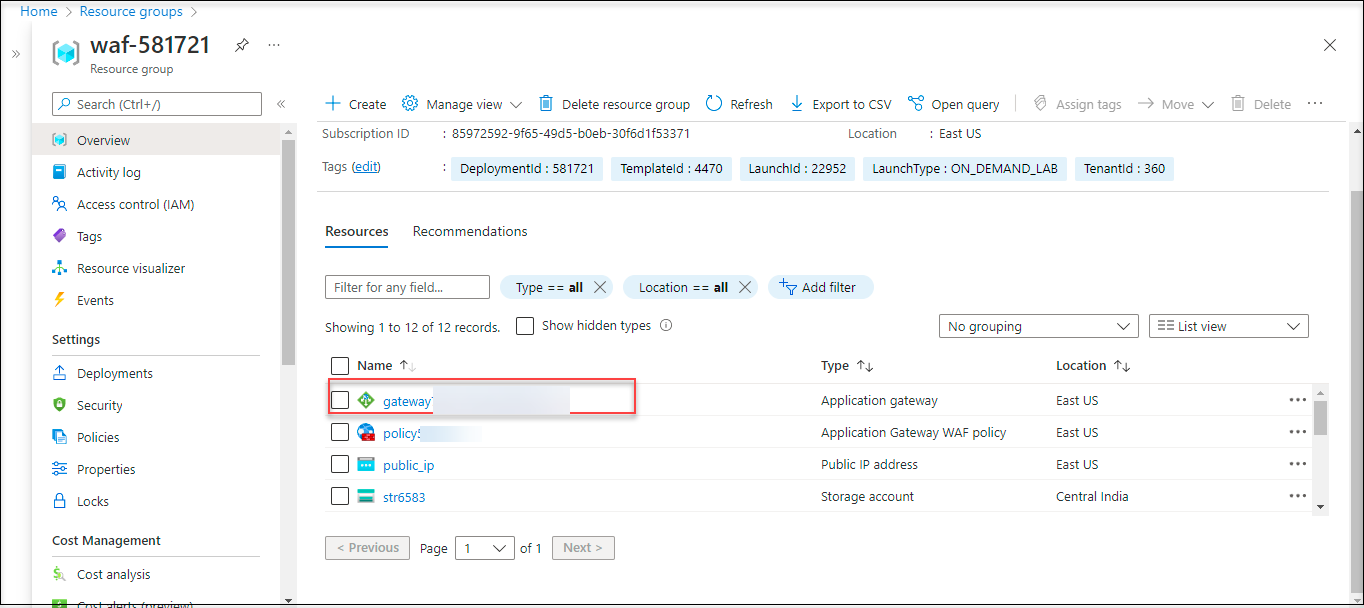 Home > Resource groups >
»
waf-581721 ...
Resource group
Search (Ctrl+/) «
Overview
Activity log
Access control (IAM)
Tags
Resource visualizer
Events
Settings
Deployments
Security
Policies
Properties
Locks
Cost Management
Cost analysis
Cost alerts (preview)
Create Manage view Delete resource group Refresh Export to CSV Open query Assign tags Move Delete ...
Subscription ID : 85972592-9f65-49d5-b0eb-30f6d1f53371 Location : East US
Tags (edit) : DeploymentId : 581721 TemplateId : 4470 LaunchId : 22952 LaunchType : ON_DEMAND_LAB TenantId : 360
Resources Recommendations
Filter for any field... Type == all Location == all Add filter
Showing 1 to 12 of 12 records. Show hidden types No grouping List view
Name Type Location
gateway Application gateway East US ...
policy Application Gateway WAF policy East US ...
public_ip Public IP address East US ...
str6583 Storage account Central India ...
< Previous Page 1 of 1 Next >